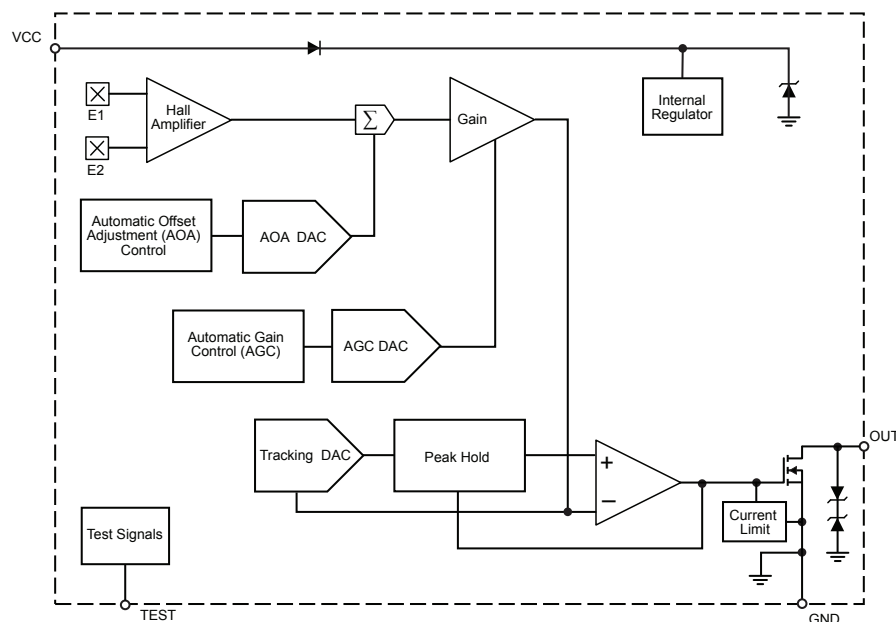 VCC
E1
E2
Hall
Amplifier
Σ
Gain
Internal
Regulator
Automatic Offset
Adjustment (AOA)
Control
AOA DAC
Automatic Gain
Control (AGC)
AGC DAC
Tracking DAC
Peak Hold
+
−
OUT
Current
Limit
Test Signals
TEST
GND